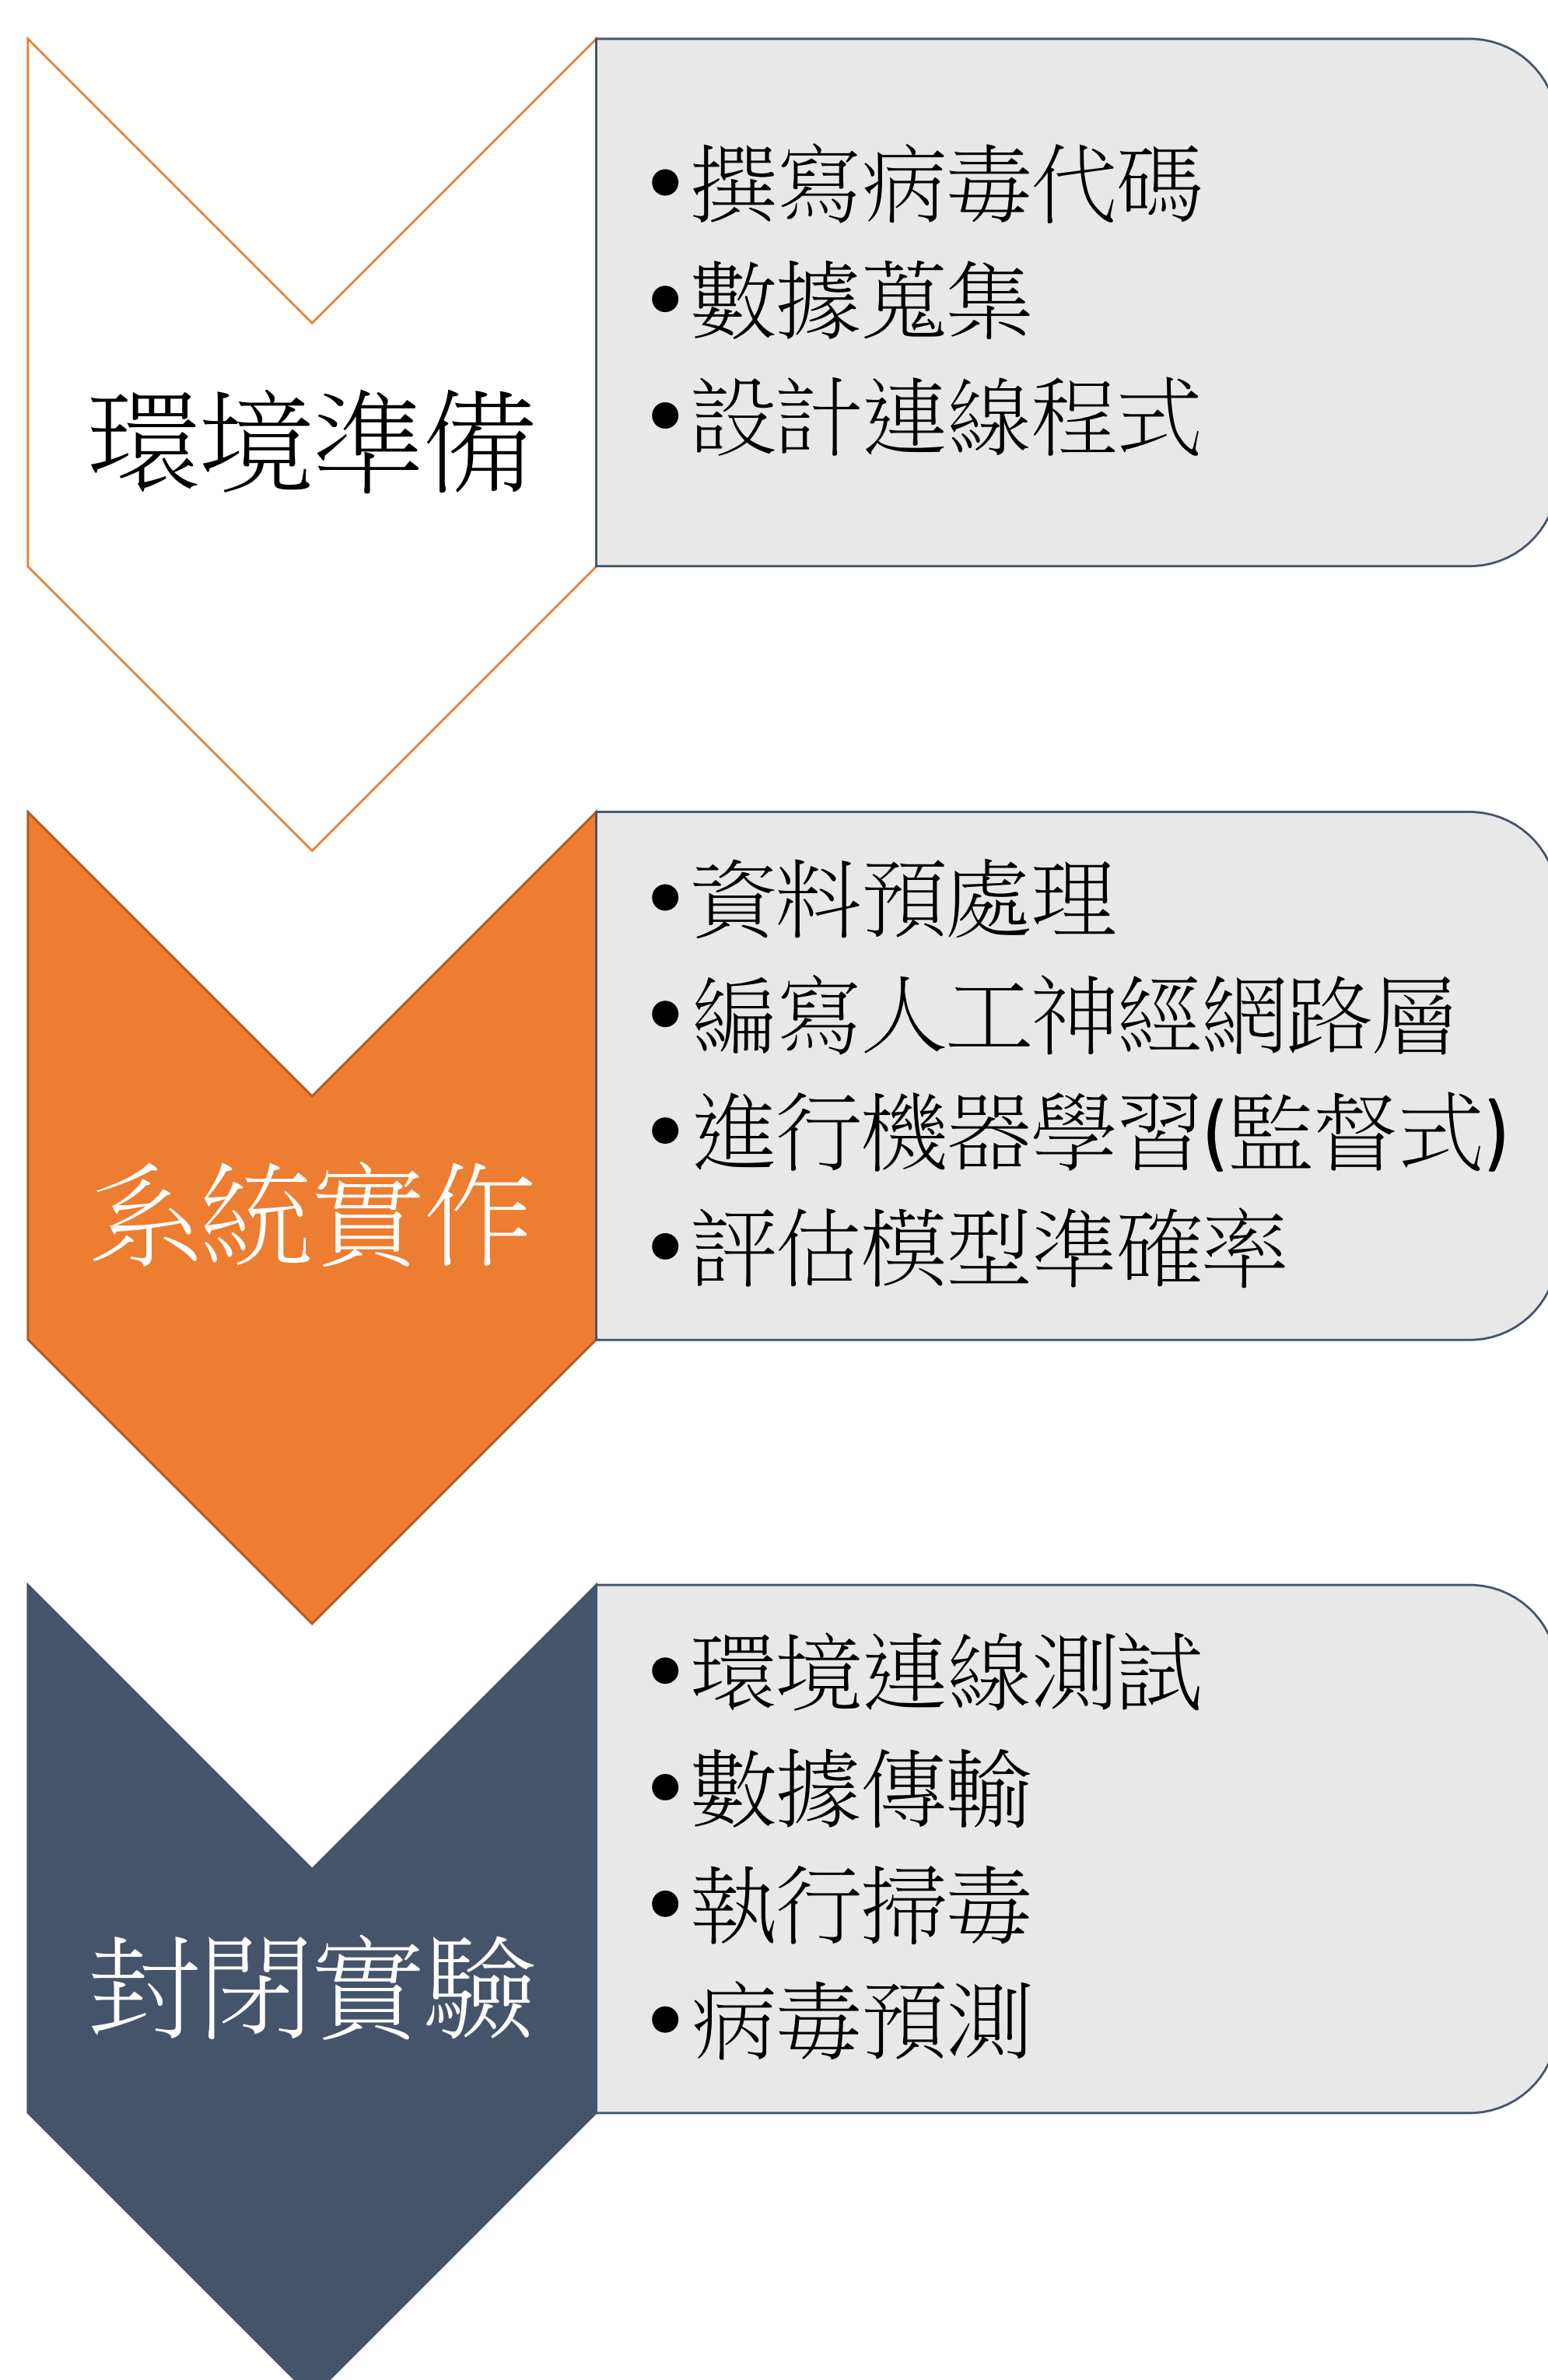 環境準備
•撰寫病毒代碼
•數據蒐集
•設計連線程式
系統實作
•資料預處理
•編寫人工神經網路層
•進行機器學習(監督式)
•評估模型準確率
封閉實驗
•環境連線測試
•數據傳輸
•執行掃毒
•病毒預測